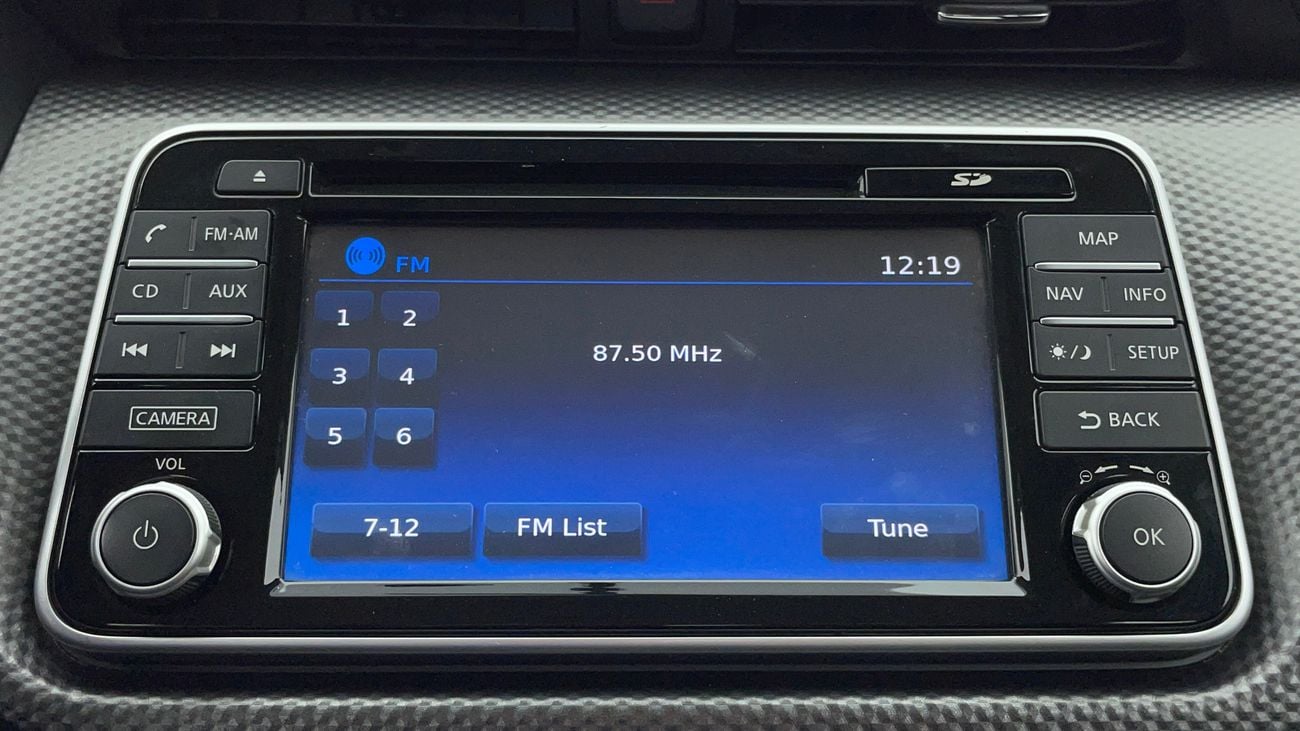 SD
FM·AM
MAP
FM
12:19
CD AUX
NAV INFO
1 2
87.50 MHz
SETUP
3 4
CAMERA
BACK
5 6
VOL
7-12
FM List
Tune
OK